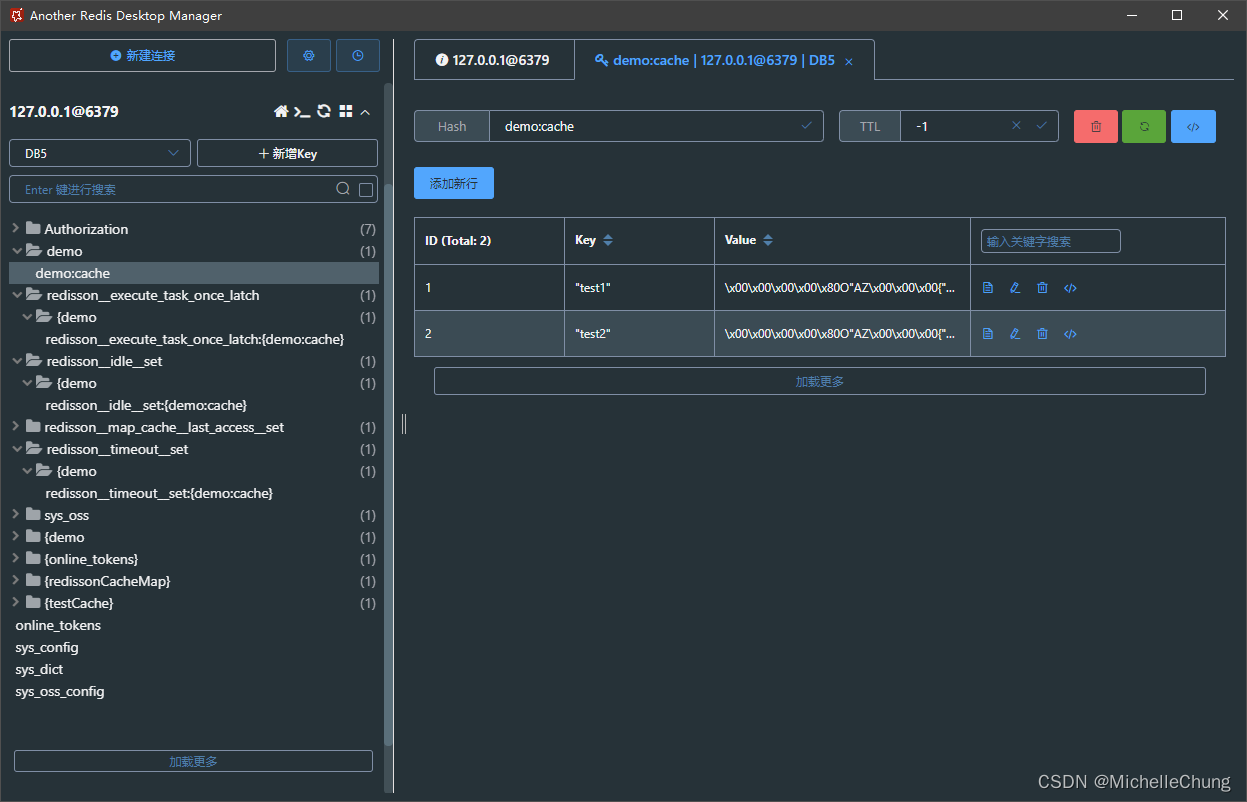 Another Redis Desktop Manager
新建连接
127.0.0.1@6379
DB5
新增Key
Enter 键进行搜索
Authorization (7)
demo (1)
demo:cache
redisson__execute_task_once_latch (1)
{demo (1)
redisson__execute_task_once_latch:{demo:cache}
redisson__idle__set (1)
{demo (1)
redisson__idle__set:{demo:cache}
redisson__map_cache__last_access__set (1)
redisson__timeout__set (1)
{demo (1)
redisson__timeout__set:{demo:cache}
sys_oss (1)
{demo (1)
{online_tokens} (1)
{redissonCacheMap} (1)
{testCache} (1)
online_tokens
sys_config
sys_dict
sys_oss_config
加载更多
127.0.0.1@6379 demo:cache | 127.0.0.1@6379 | DB5
Hash demo:cache TTL -1
添加新行
ID (Total: 2) Key Value 输入关键字搜索
1 "test1" \x00\x00\x00\x00\x80O"AZ\x00\x00\x00{"...
2 "test2" \x00\x00\x00\x00\x80O"AZ\x00\x00\x00{"...
加载更多
CSDN @MichelleChung